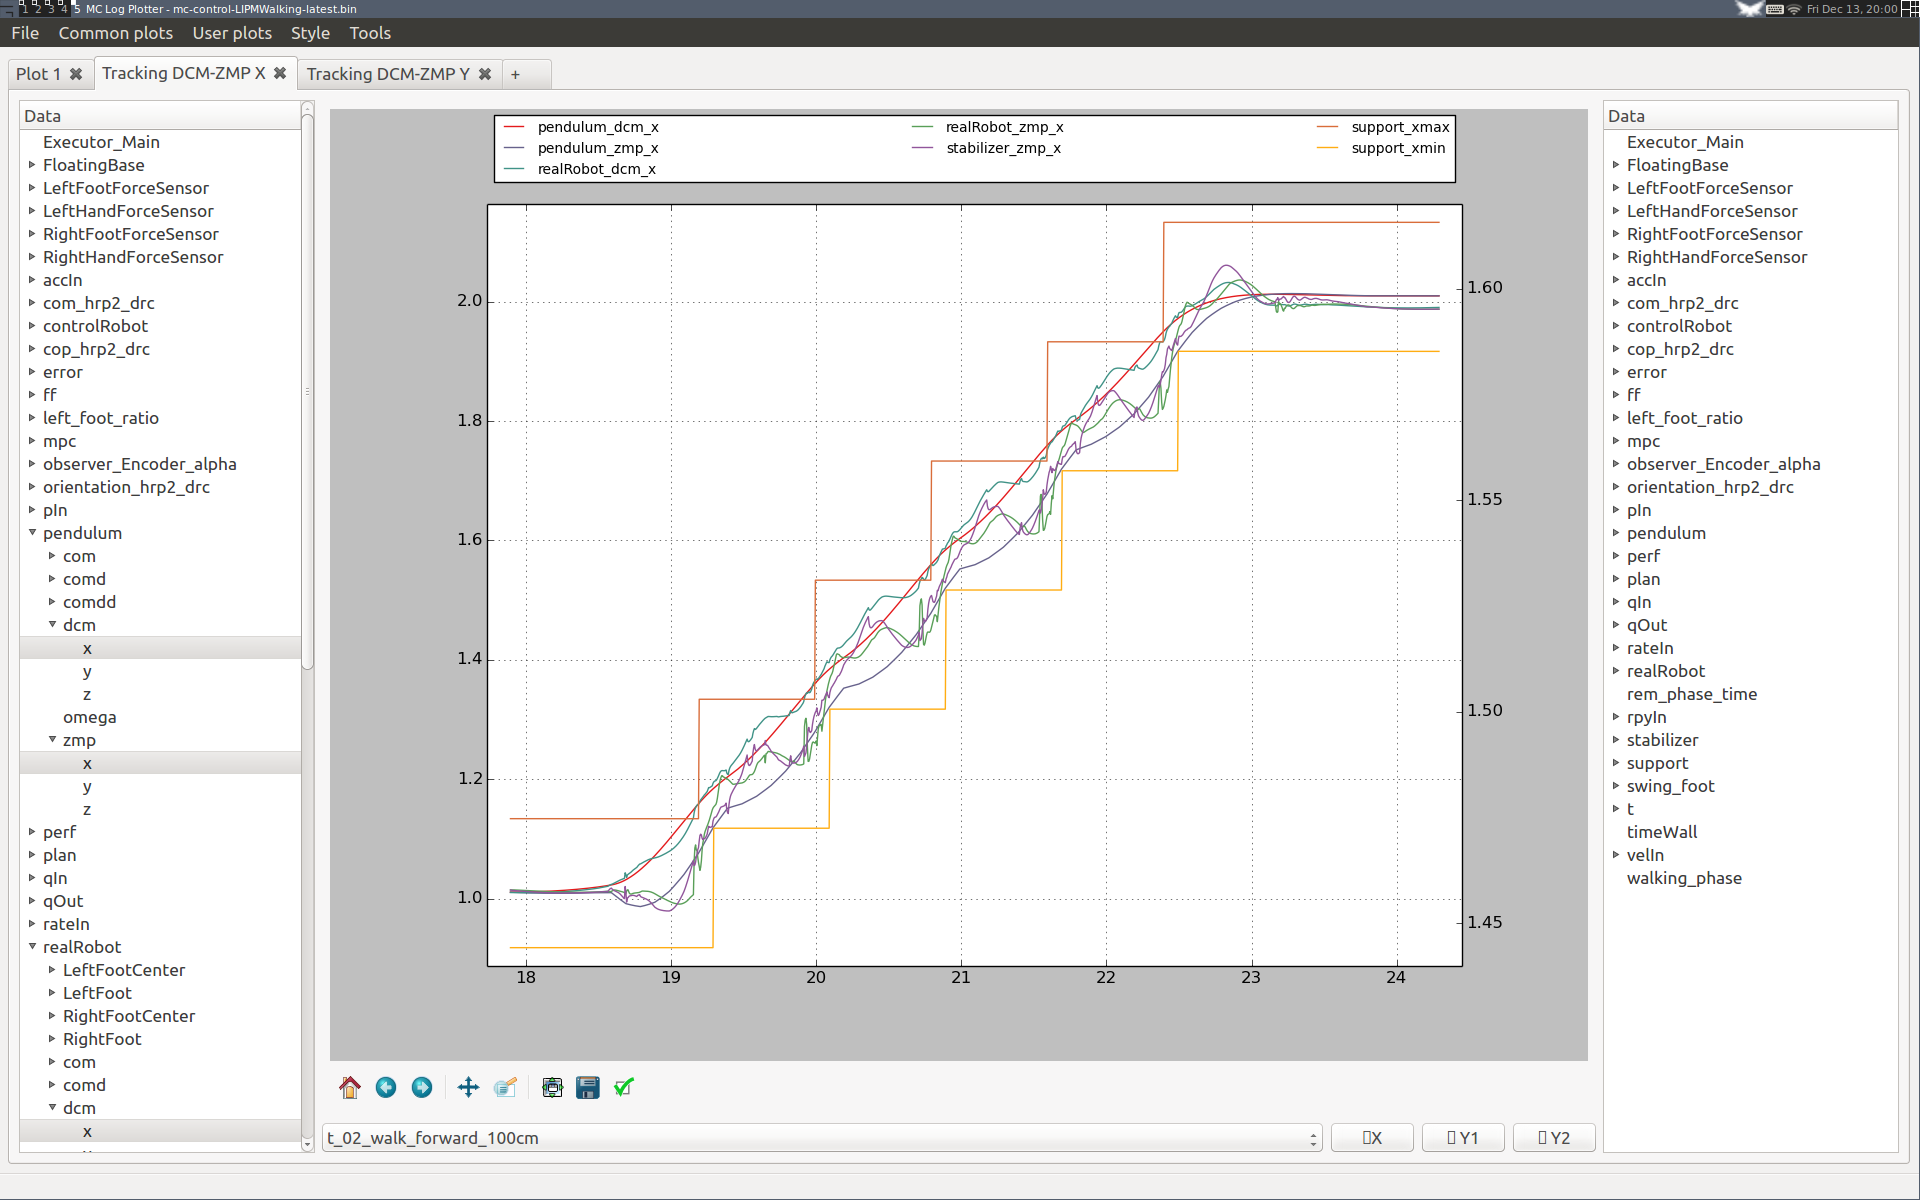 1 2 3 4 5 MC Log Plotter - mc-control-LIPMWalking-latest.bin Fri Dec 13, 20:00
File Common plots User plots Style Tools
Plot 1 Tracking DCM-ZMP X Tracking DCM-ZMP Y +
Data
Executor_Main
FloatingBase
LeftFootForceSensor
LeftHandForceSensor
RightFootForceSensor
RightHandForceSensor
accIn
com_hrp2_drc
controlRobot
cop_hrp2_drc
error
ff
left_foot_ratio
mpc
observer_Encoder_alpha
orientation_hrp2_drc
pIn
pendulum
com
comd
comdd
dcm
x
y
z
omega
zmp
x
y
z
perf
plan
qIn
qOut
rateIn
realRobot
LeftFootCenter
LeftFoot
RightFootCenter
RightFoot
com
comd
dcm
x
pendulum_dcm_x
pendulum_zmp_x
realRobot_dcm_x
realRobot_zmp_x
stabilizer_zmp_x
support_xmax
support_xmin
2.0
1.8
1.6
1.4
1.2
1.0
1.60
1.55
1.50
1.45
18 19 20 21 22 23 24
t_02_walk_forward_100cm X Y1 Y2
Data
Executor_Main
FloatingBase
LeftFootForceSensor
LeftHandForceSensor
RightFootForceSensor
RightHandForceSensor
accIn
com_hrp2_drc
controlRobot
cop_hrp2_drc
error
ff
left_foot_ratio
mpc
observer_Encoder_alpha
orientation_hrp2_drc
pIn
pendulum
perf
plan
qIn
qOut
rateIn
realRobot
rem_phase_time
rpyIn
stabilizer
support
swing_foot
t
timeWall
velIn
walking_phase